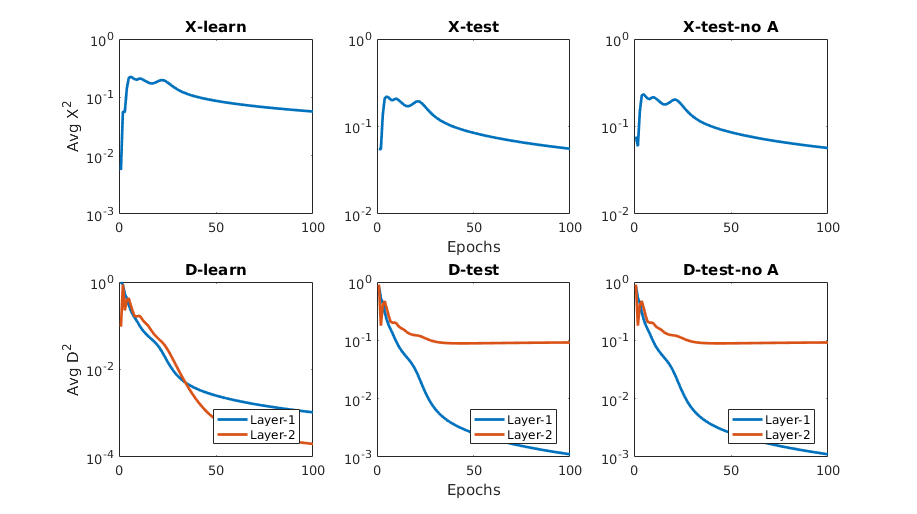 X-learn X-test X-test-no A
10^0 10^0 10^0
10^-1
10^-1 10^-1
10^-2
10^-3 10^-2 10^-2
Avg X^2
0 50 100 0 50 100 0 50 100
Epochs
D-learn D-test D-test-no A
10^0 10^0 10^0
10^-1 10^-1
10^-2
10^-2 10^-2
10^-4 10^-3 10^-3
Avg D^2
Layer-1 Layer-1 Layer-1
Layer-2 Layer-2 Layer-2
0 50 100 0 50 100 0 50 100
Epochs